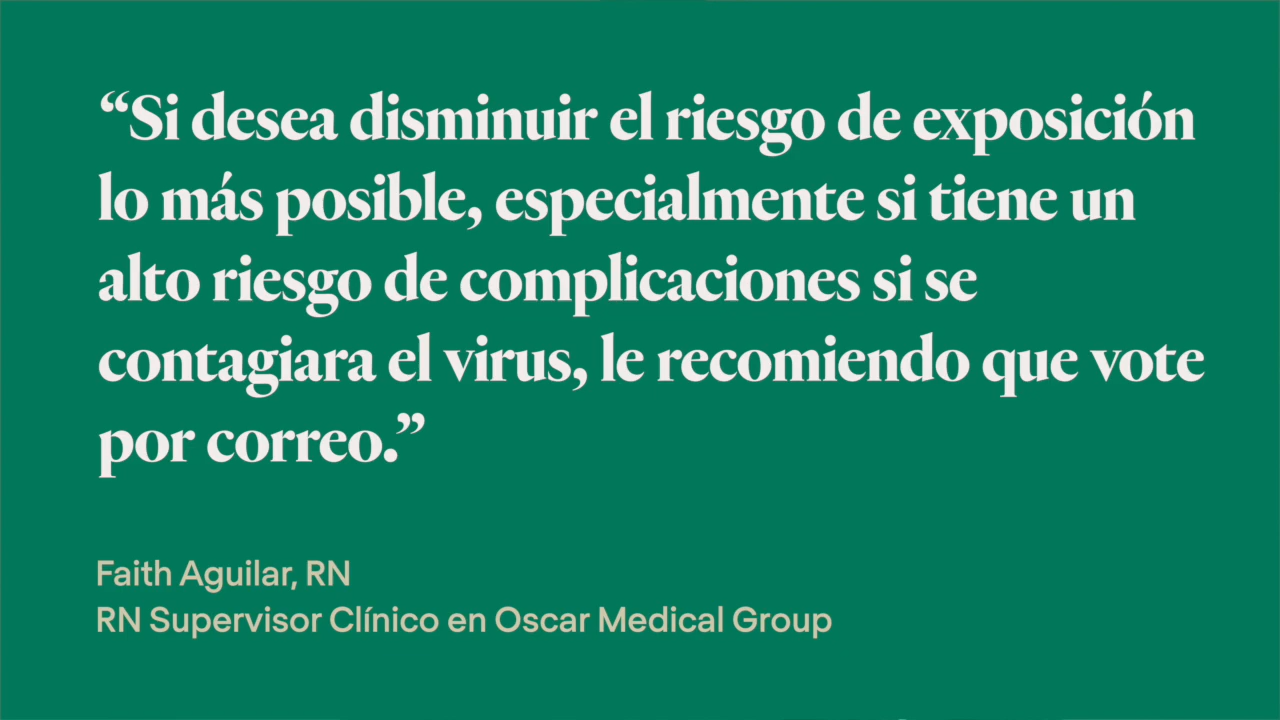 “Si desea disminuir el riesgo de exposición
lo más posible, especialmente si tiene un
alto riesgo de complicaciones si se
contagiara el virus, le recomiendo que vote
por correo.”
Faith Aguilar, RN
RN Supervisor Clínico en Oscar Medical Group